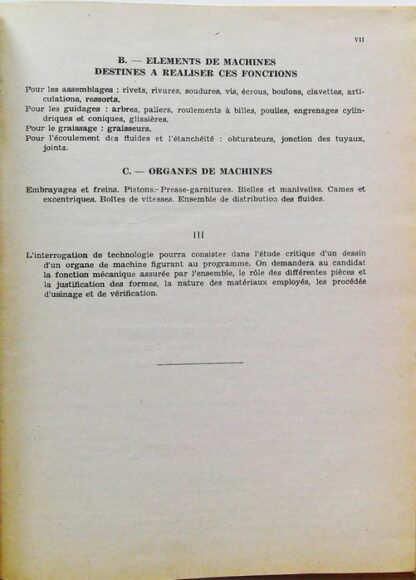 VII
B. — ELEMENTS DE MACHINES
DESTINES A REALISER CES FONCTIONS
Pour les assemblages : rivets, rivures, soudures, vis, écrous, boulons, clavettes, arti-
culations, ressorts.
Pour les guidages : arbres, paliers, roulements à billes, poulies, engrenages cylin-
driques et coniques, glissières.
Pour le graissage : graisseurs.
Pour l'écoulement des fluides et l'étanchéité : obturateurs, jonction des tuyaux,
joints.
C. — ORGANES DE MACHINES
Embrayages et freins. Pistons.- Presse-garnitures. Bielles et manivelles. Cames et
excentriques. Boîtes de vitesses. Ensemble de distribution des fluides.
III
L'interrogation de technologie pourra consister dans l'étude critique d'un dessin
d'un organe de machine figurant au programme. On demandera au candidat
la fonction mécanique assurée par l'ensemble, le rôle des différentes pièces et
la justification des formes, la nature des matériaux employés, les procédés
d'usinage et de vérification.